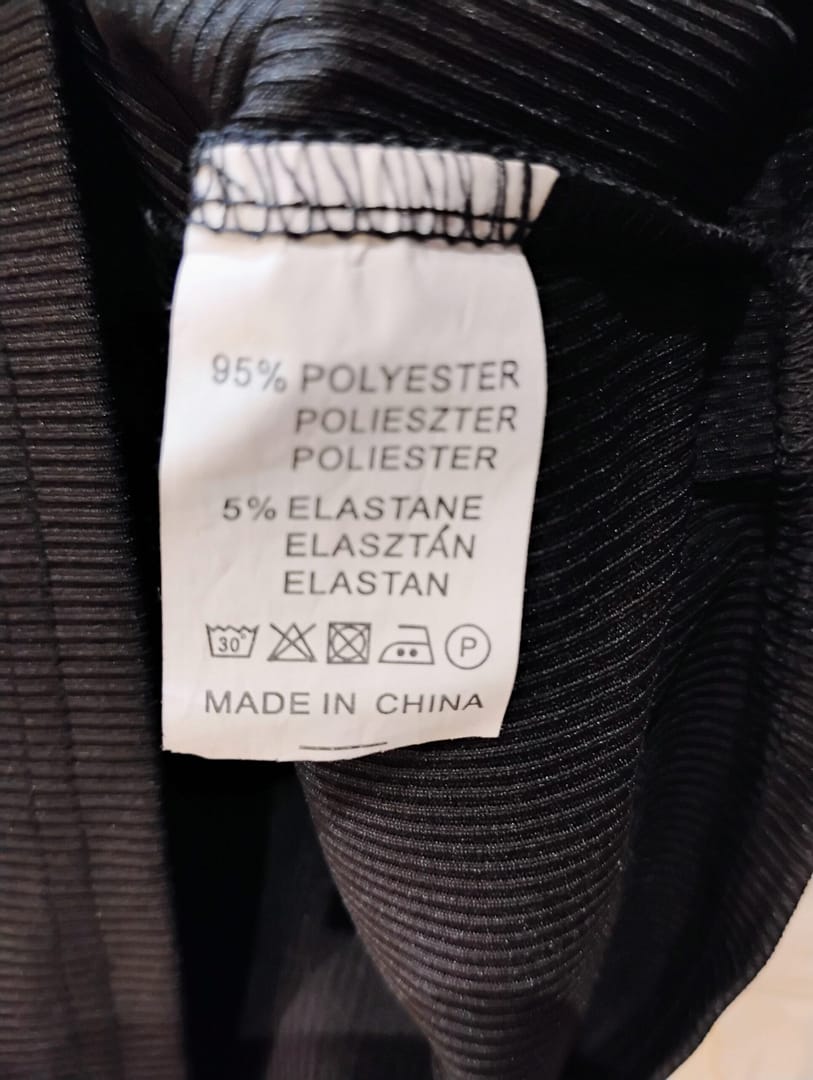 95% POLYESTER
POLIESZTER
POLIESTER
5% ELASTANE
ELASZTÁN
ELASTAN
30° P
MADE IN CHINA